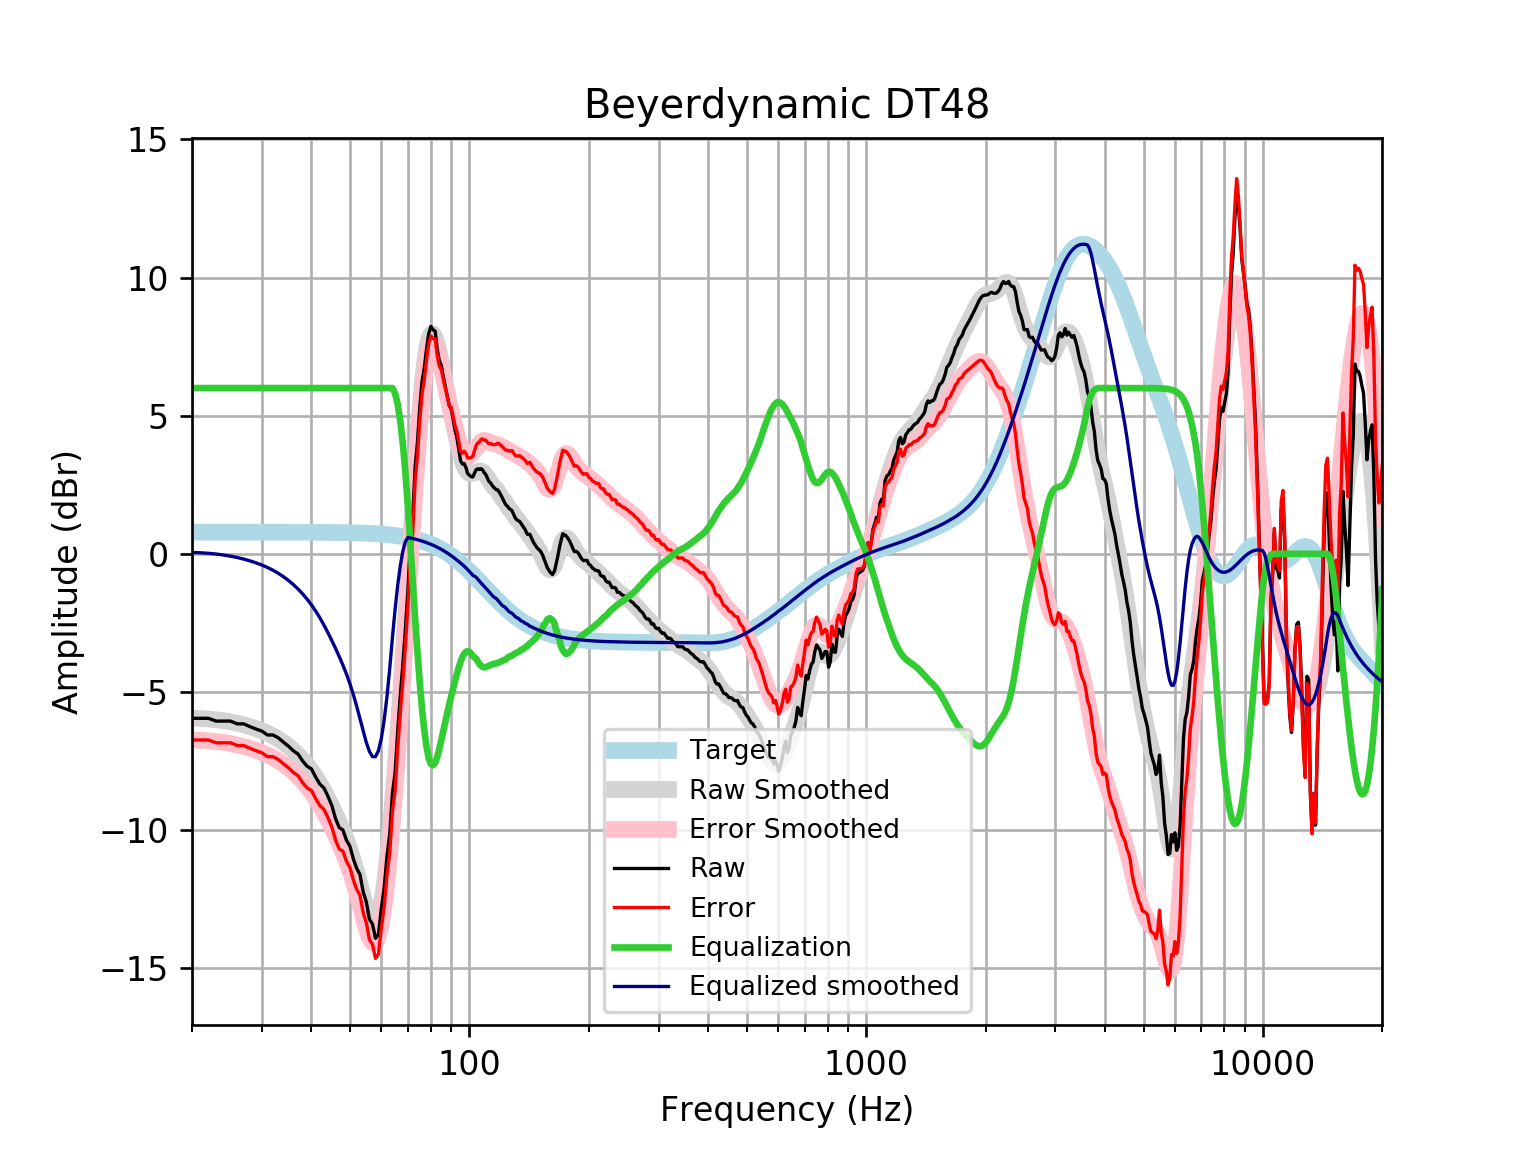 Beyerdynamic DT48
15
10
5
0
−5
−10
−15
Amplitude (dBr)
Target
Raw Smoothed
Error Smoothed
Raw
Error
Equalization
Equalized smoothed
100 1000 10000
Frequency (Hz)